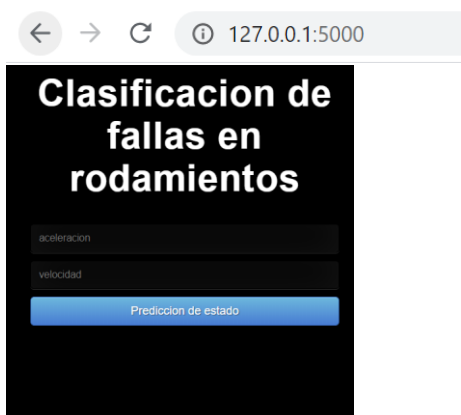 127.0.0.1:5000
Clasificacion de
fallas en
rodamientos
aceleracion
velocidad
Prediccion de estado